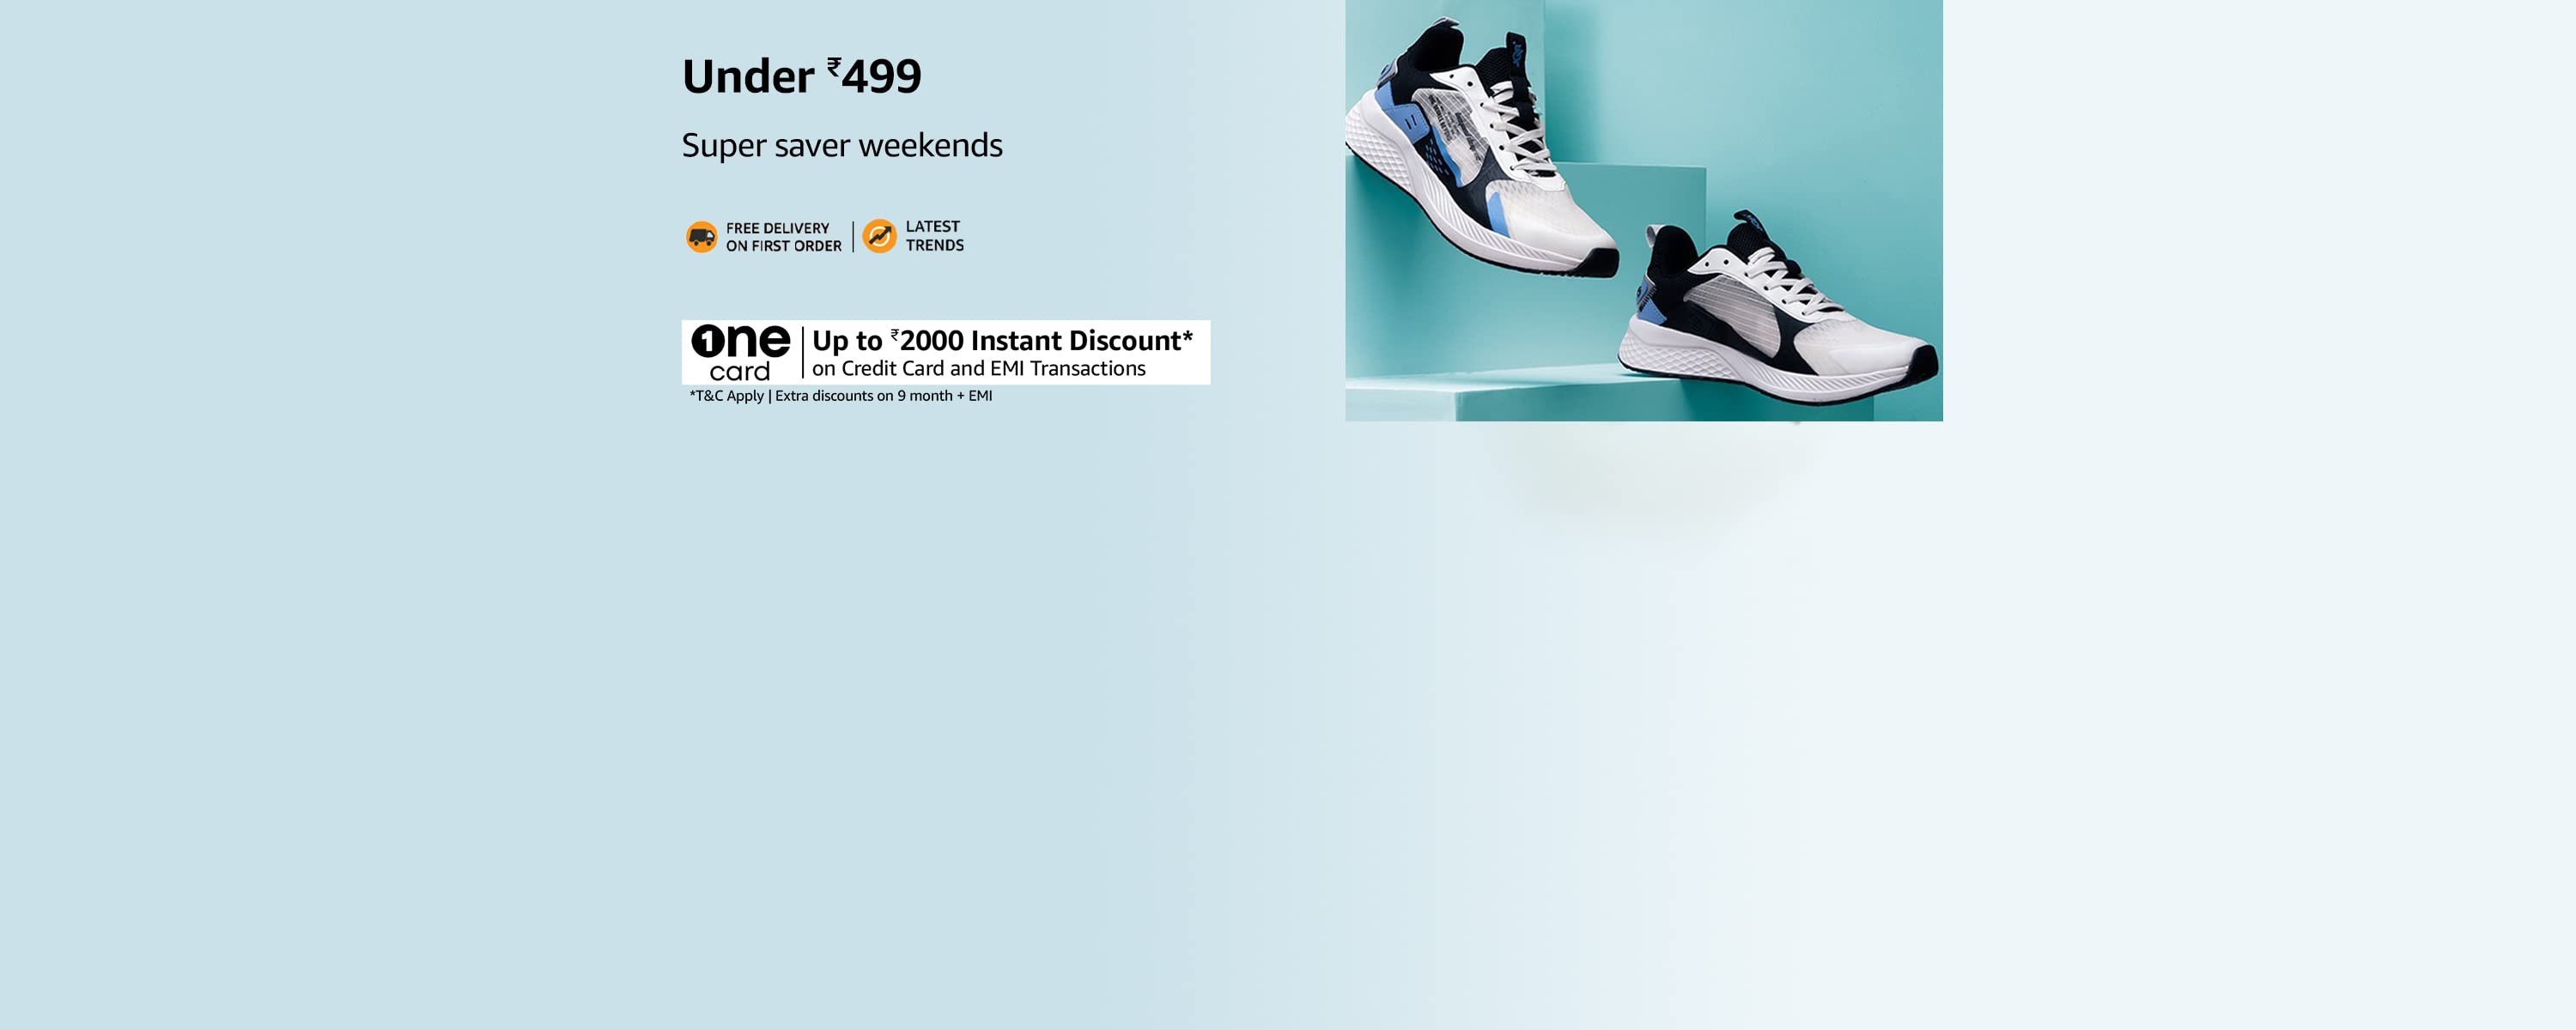 Under ₹499
Super saver weekends
FREE DELIVERY
ON FIRST ORDER
LATEST
TRENDS
one
card
Up to ₹2000 Instant Discount*
on Credit Card and EMI Transactions
*T&C Apply | Extra discounts on 9 month + EMI